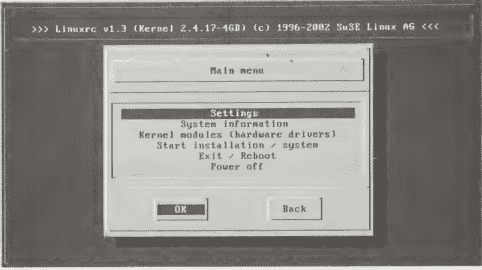 >>> Linuxrc v1.3 (Kernel 2.4.17-4GB) (c) 1996-2002 SuSE Linux AG <<<
Main menu
Settings
System information
Kernel modules (hardware drivers)
Start installation / system
Exit / Reboot
Power off
OK
Back